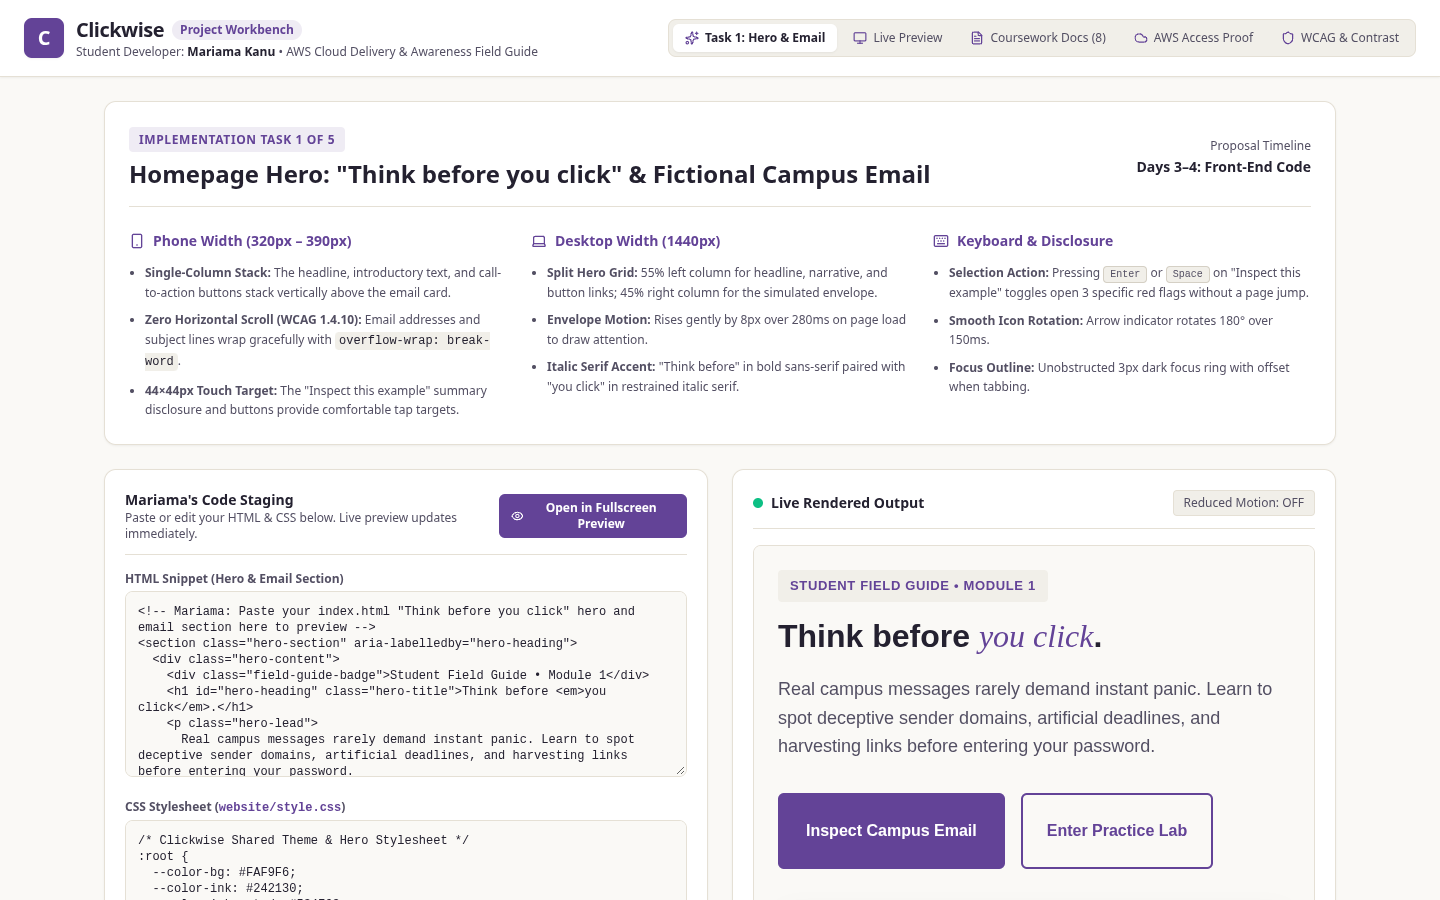 C
Clickwise Project Workbench
Student Developer: Mariama Kanu • AWS Cloud Delivery & Awareness Field Guide
Task 1: Hero & Email
Live Preview
Coursework Docs (8)
AWS Access Proof
WCAG & Contrast
IMPLEMENTATION TASK 1 OF 5
Homepage Hero: "Think before you click" & Fictional Campus Email
Proposal Timeline
Days 3–4: Front-End Code
Phone Width (320px – 390px)
• Single-Column Stack: The headline, introductory text, and call-
to-action buttons stack vertically above the email card.
• Zero Horizontal Scroll (WCAG 1.4.10): Email addresses and
subject lines wrap gracefully with overflow-wrap: break-
word.
• 44×44px Touch Target: The "Inspect this example" summary
disclosure and buttons provide comfortable tap targets.
Desktop Width (1440px)
• Split Hero Grid: 55% left column for headline, narrative, and
button links; 45% right column for the simulated envelope.
• Envelope Motion: Rises gently by 8px over 280ms on page load
to draw attention.
• Italic Serif Accent: "Think before" in bold sans-serif paired with
"you click" in restrained italic serif.
Keyboard & Disclosure
• Selection Action: Pressing Enter or Space on "Inspect this
example" toggles open 3 specific red flags without a page jump.
• Smooth Icon Rotation: Arrow indicator rotates 180° over
150ms.
• Focus Outline: Unobstructed 3px dark focus ring with offset
when tabbing.
Mariama's Code Staging
Paste or edit your HTML & CSS below. Live preview updates
immediately.
Open in Fullscreen
Preview
HTML Snippet (Hero & Email Section)
<!-- Mariama: Paste your index.html "Think before you click" hero and
email section here to preview -->
<section class="hero-section" aria-labelledby="hero-heading">
<div class="hero-content">
<div class="field-guide-badge">Student Field Guide • Module 1</div>
<h1 id="hero-heading" class="hero-title">Think before <em>you
click</em>.</h1>
<p class="hero-lead">
Real campus messages rarely demand instant panic. Learn to spot
deceptive sender domains, artificial deadlines, and harvesting links
before entering your password.
CSS Stylesheet (website/style.css)
/* Clickwise Shared Theme & Hero Stylesheet */
:root {
--color-bg: #FAF9F6;
--color-ink: #242130;
Live Rendered Output
Reduced Motion: OFF
STUDENT FIELD GUIDE • MODULE 1
Think before you click.
Real campus messages rarely demand instant panic. Learn to
spot deceptive sender domains, artificial deadlines, and
harvesting links before entering your password.
Inspect Campus Email
Enter Practice Lab